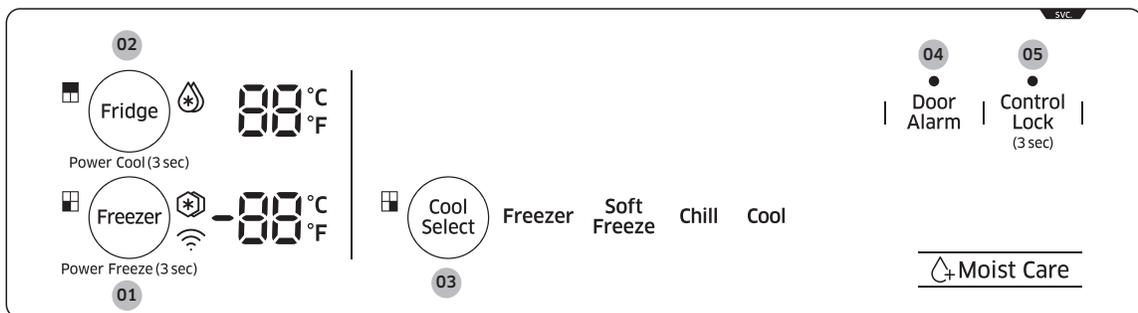 svc.
02
04
05
Fridge
88 °C
°F
Door
Alarm
Control
Lock
(3 sec)
Power Cool (3 sec)
Freezer
-88 °C
°F
Cool
Select
Freezer
Soft
Freeze
Chill
Cool
Power Freeze (3 sec)
Moist Care
01
03